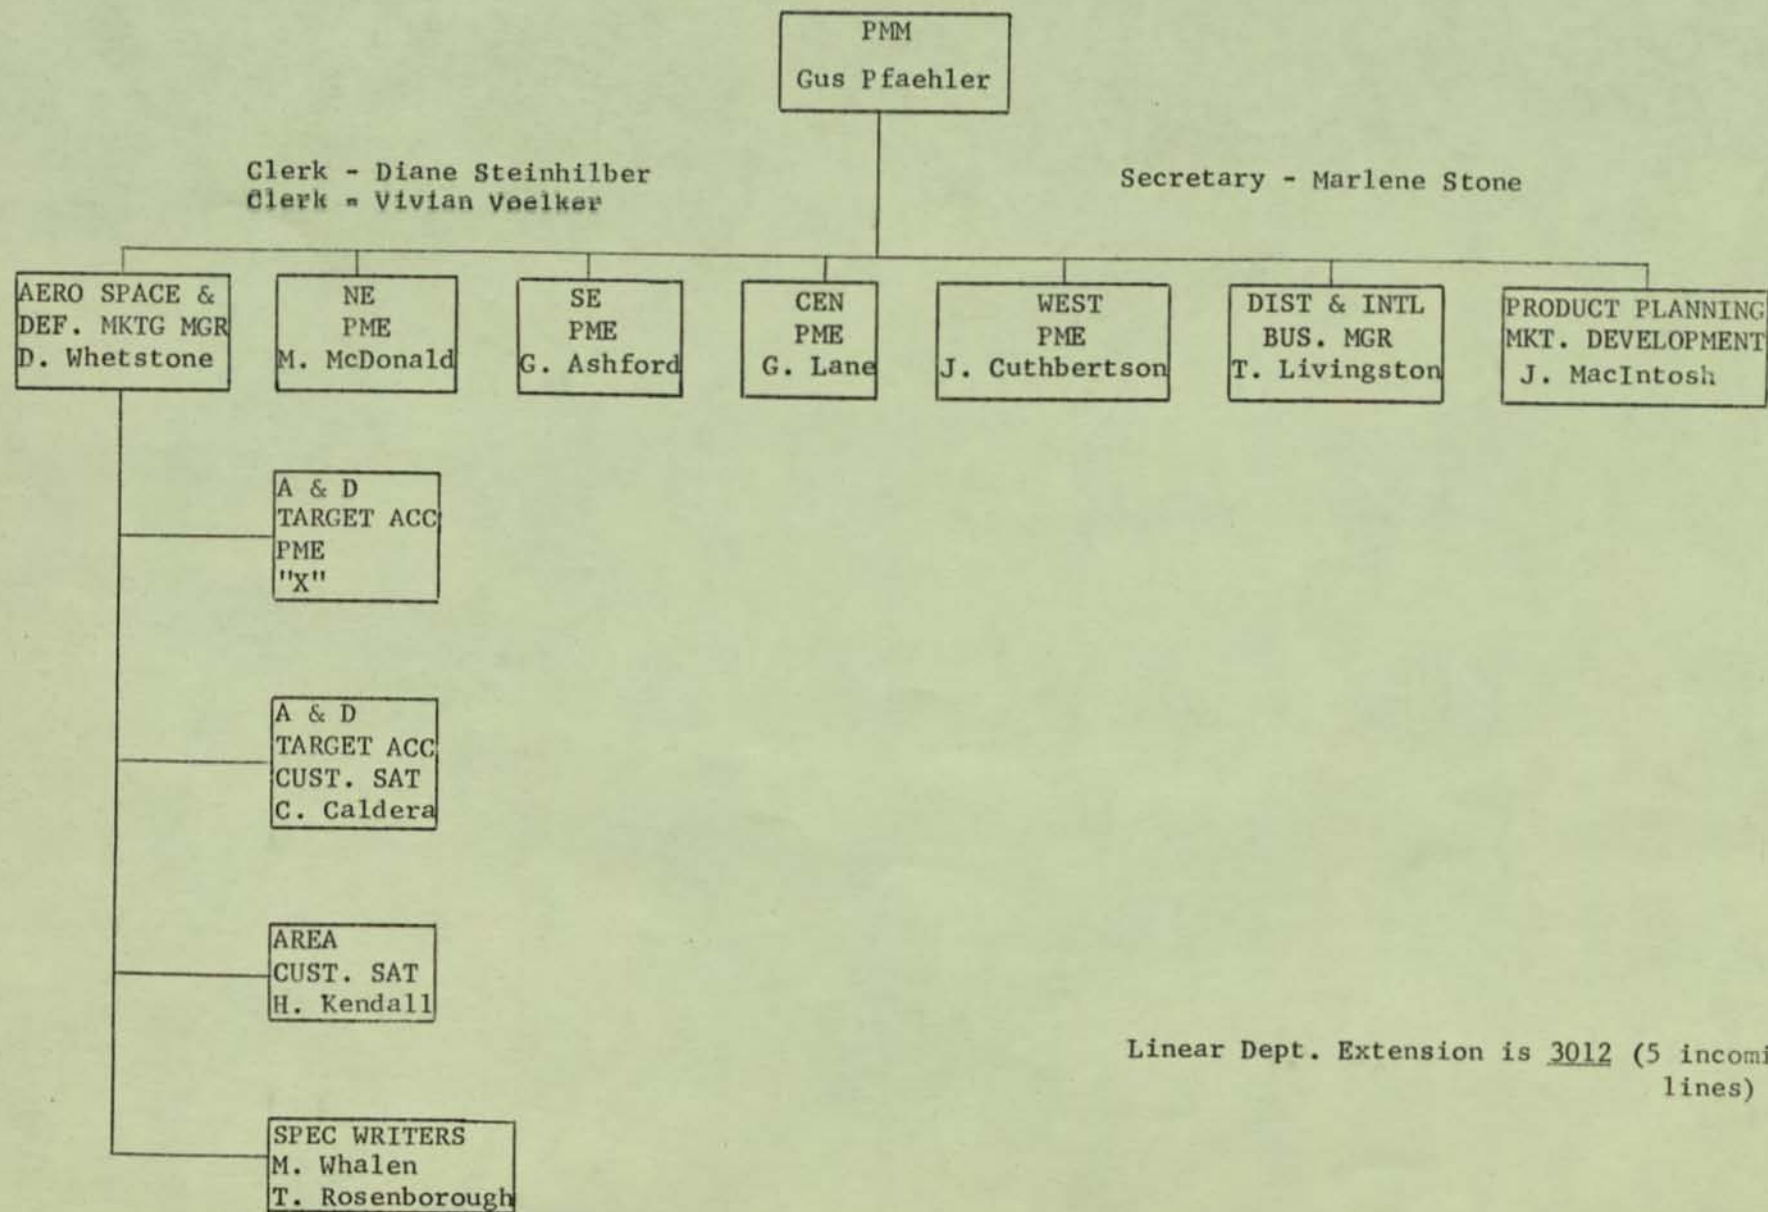 PMM
Gus Pfaehler
Clerk - Diane Steinhilber
Clerk - Vivian Voelker
Secretary - Marlene Stone
AERO SPACE &
DEF. MKTG MGR
D. Whetstone
NE
PME
M. McDonald
SE
PME
G. Ashford
CEN
PME
G. Lane
WEST
PME
J. Cuthbertson
DIST & INTL
BUS. MGR
T. Livingston
PRODUCT PLANNING
MKT. DEVELOPMENT
J. MacIntosh
A & D
TARGET ACC
PME
"X"
A & D
TARGET ACC
CUST. SAT
C. Caldera
AREA
CUST. SAT
H. Kendall
SPEC WRITERS
M. Whalen
T. Rosenborough
Linear Dept. Extension is 3012 (5 incomi
lines)